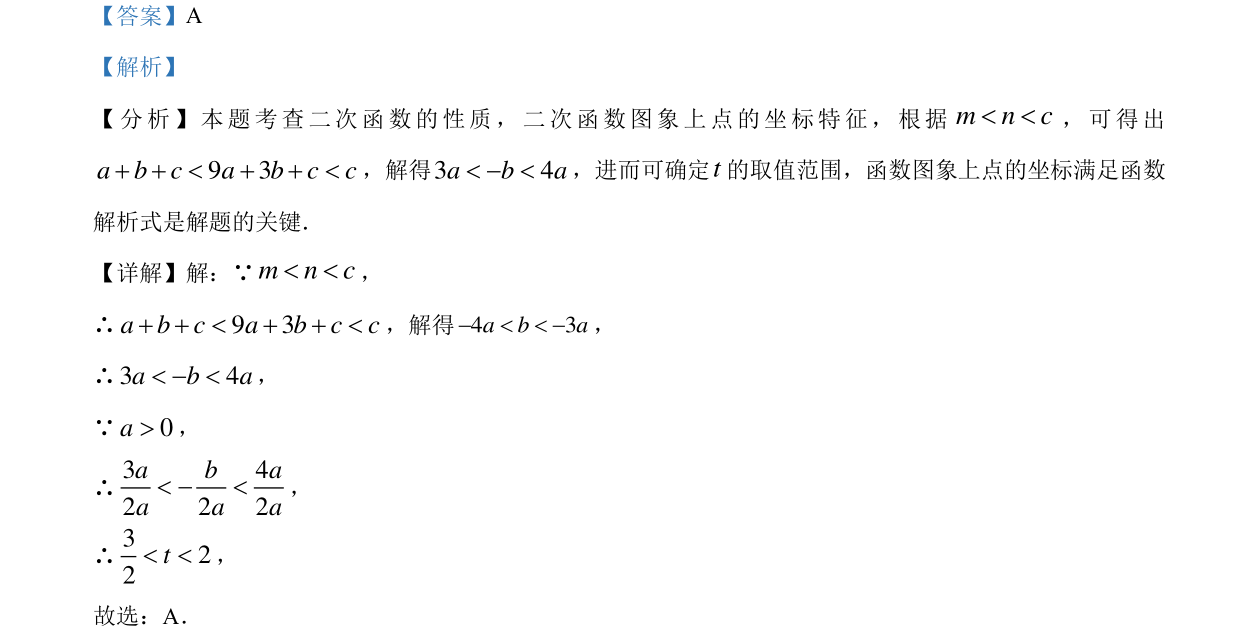 【答案】A
【解析】
【分析】本题考查二次函数的性质，二次函数图象上点的坐标特征，根据 m<n<c，可得出
a+b+c<9a+3b+c<c，解得3a<−b<4a，进而可确定t的取值范围，函数图象上点的坐标满足函数
解析式是解题的关键．
【详解】解：∵m<n<c，
∴a+b+c<9a+3b+c<c，解得−4a<b<−3a，
∴3a<−b<4a，
∵a>0，
∴3a/2a<−b/2a<4a/2a，
∴3/2<t<2，
故选：A．